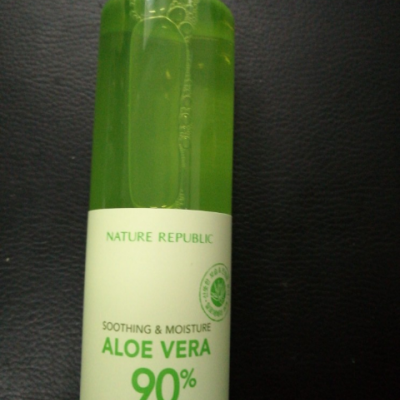 NATURE REPUBLIC
SOOTHING & MOISTURE
ALOE VERA
90%